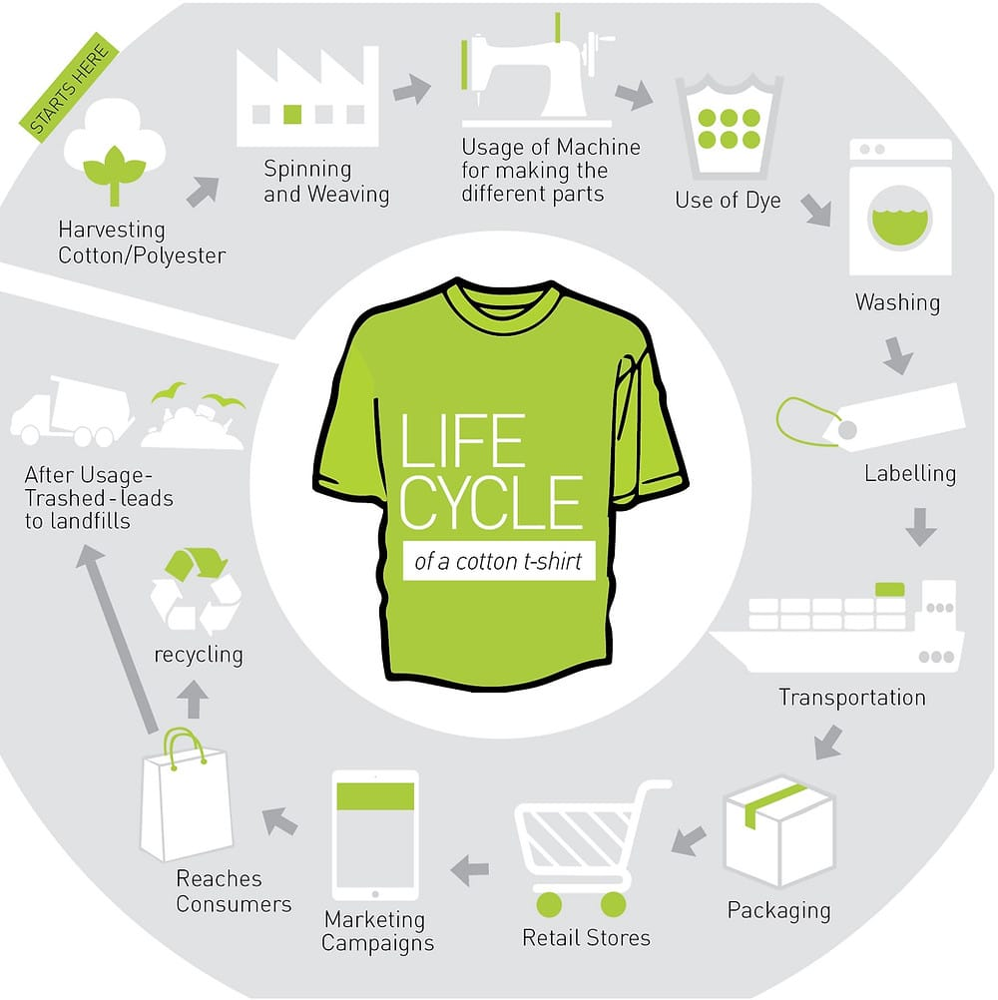 STARTS HERE
Harvesting
Cotton/Polyester
Spinning
and Weaving
Usage of Machine
for making the
different parts
Use of Dye
Washing
Labelling
Transportation
Packaging
Retail Stores
Marketing
Campaigns
Reaches
Consumers
recycling
After Usage-
Trashed-leads
to landfills
LIFE
CYCLE
of a cotton t-shirt